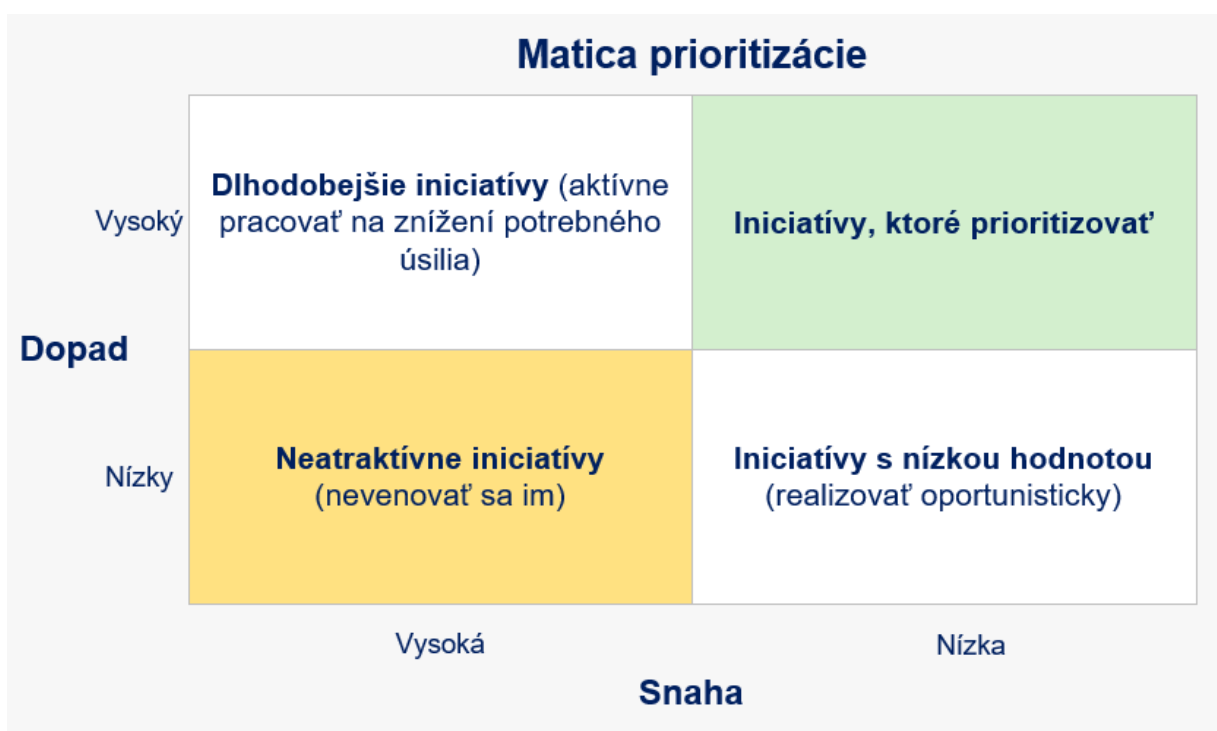 Matica prioritizácie
Dlhodobejšie iniciatívy (aktívne
pracovať na znížení potrebného
úsilia)
Vysoký
Iniciatívy, ktoré prioritizovať
Dopad
Neatraktívne iniciatívy
(nevenovať sa im)
Nízky
Iniciatívy s nízkou hodnotou
(realizovať oportunisticky)
Vysoká
Nízka
Snaha